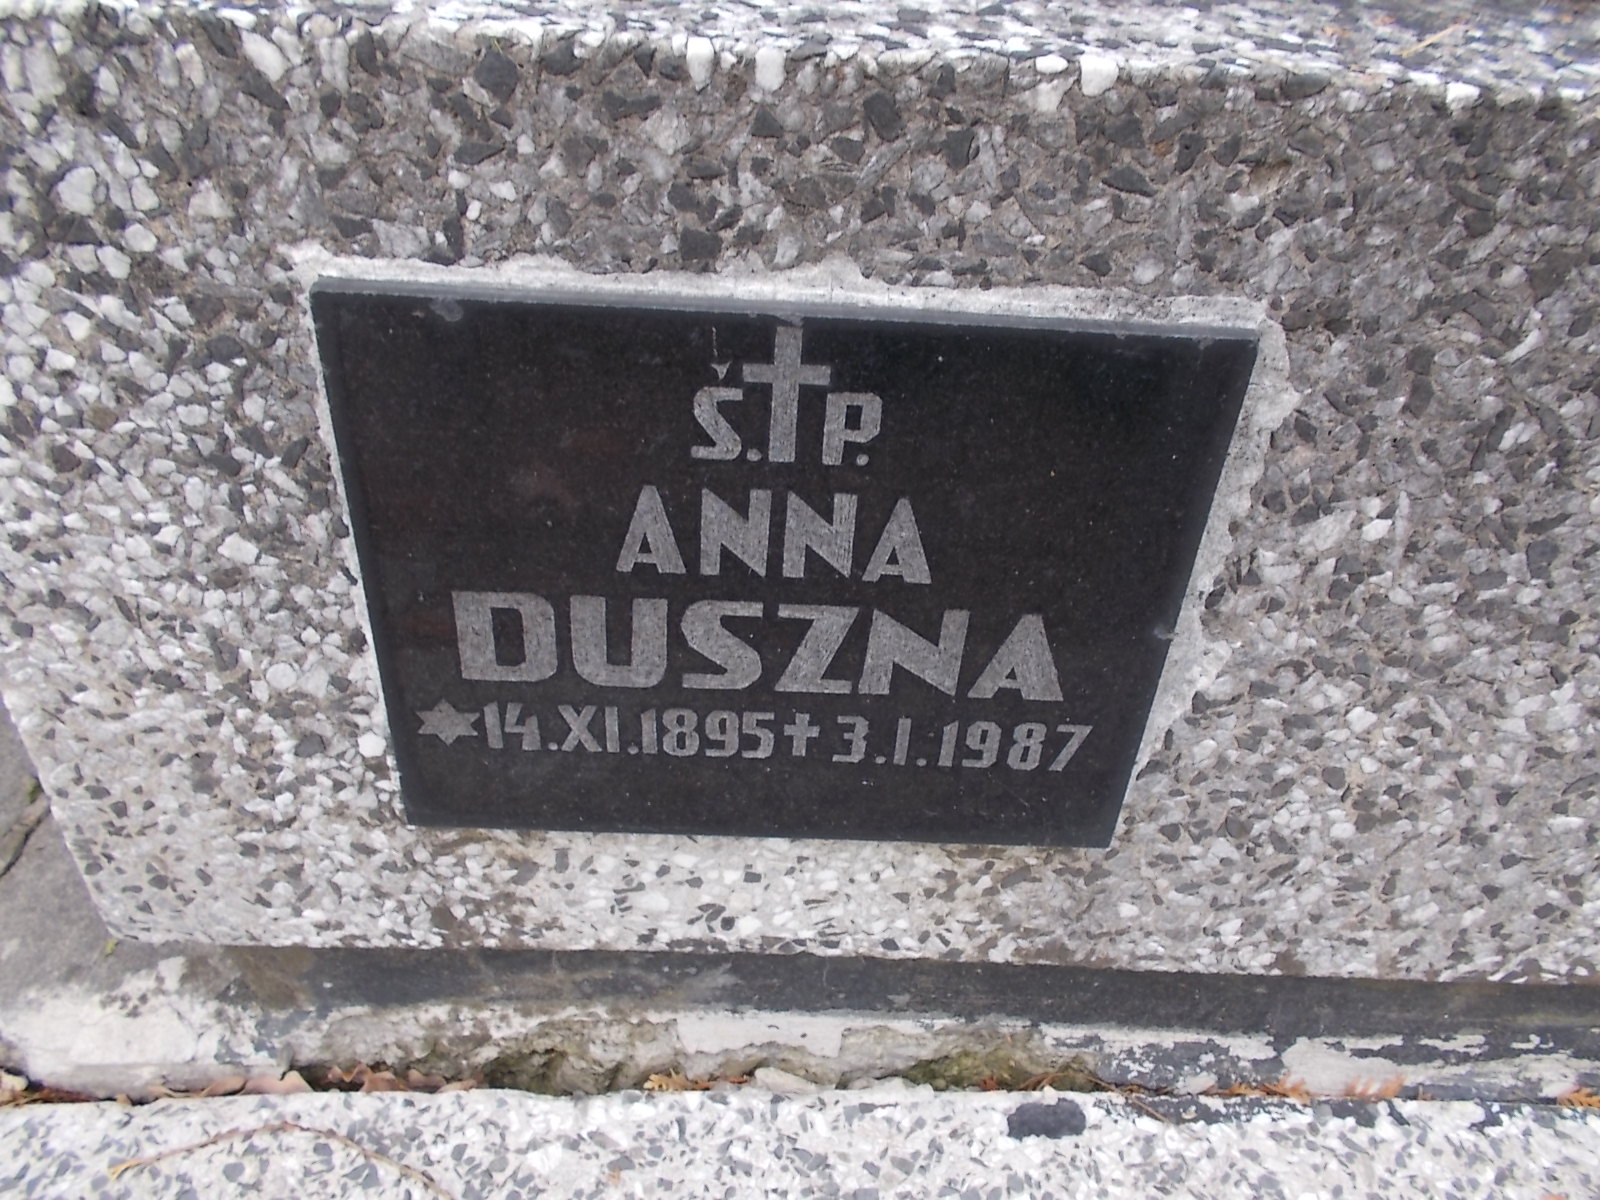 Ś.✝P.
ANNA
DUSZNA
✶14.XI.1895✝3.I.1987